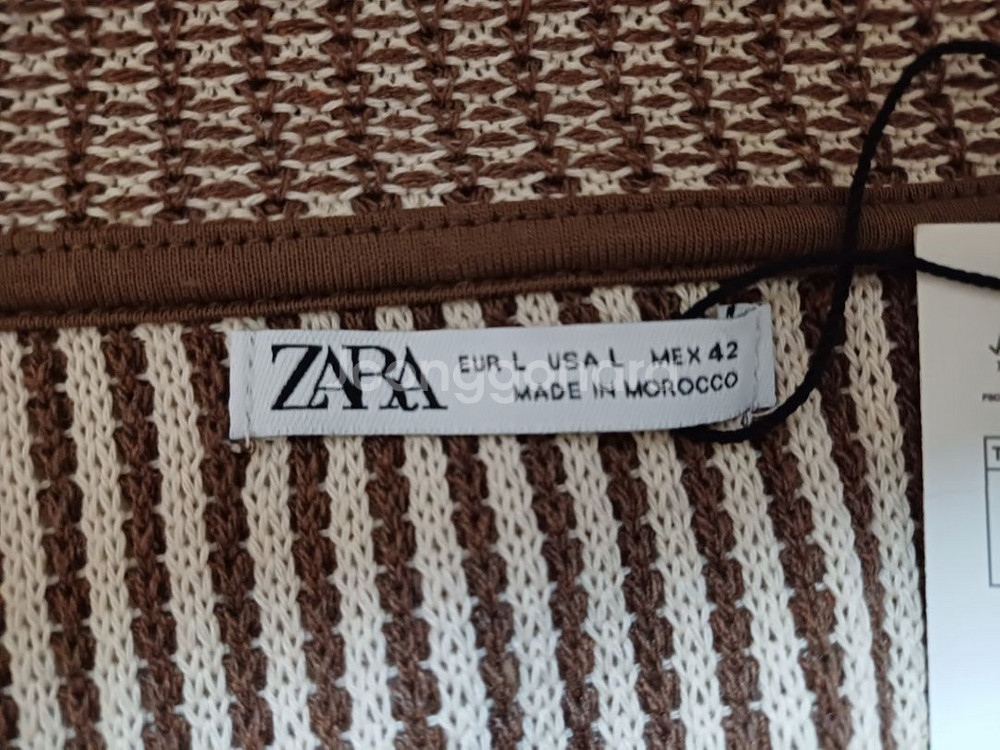 ZARA
EUR L USA L MEX 42
MADE IN MOROCCO